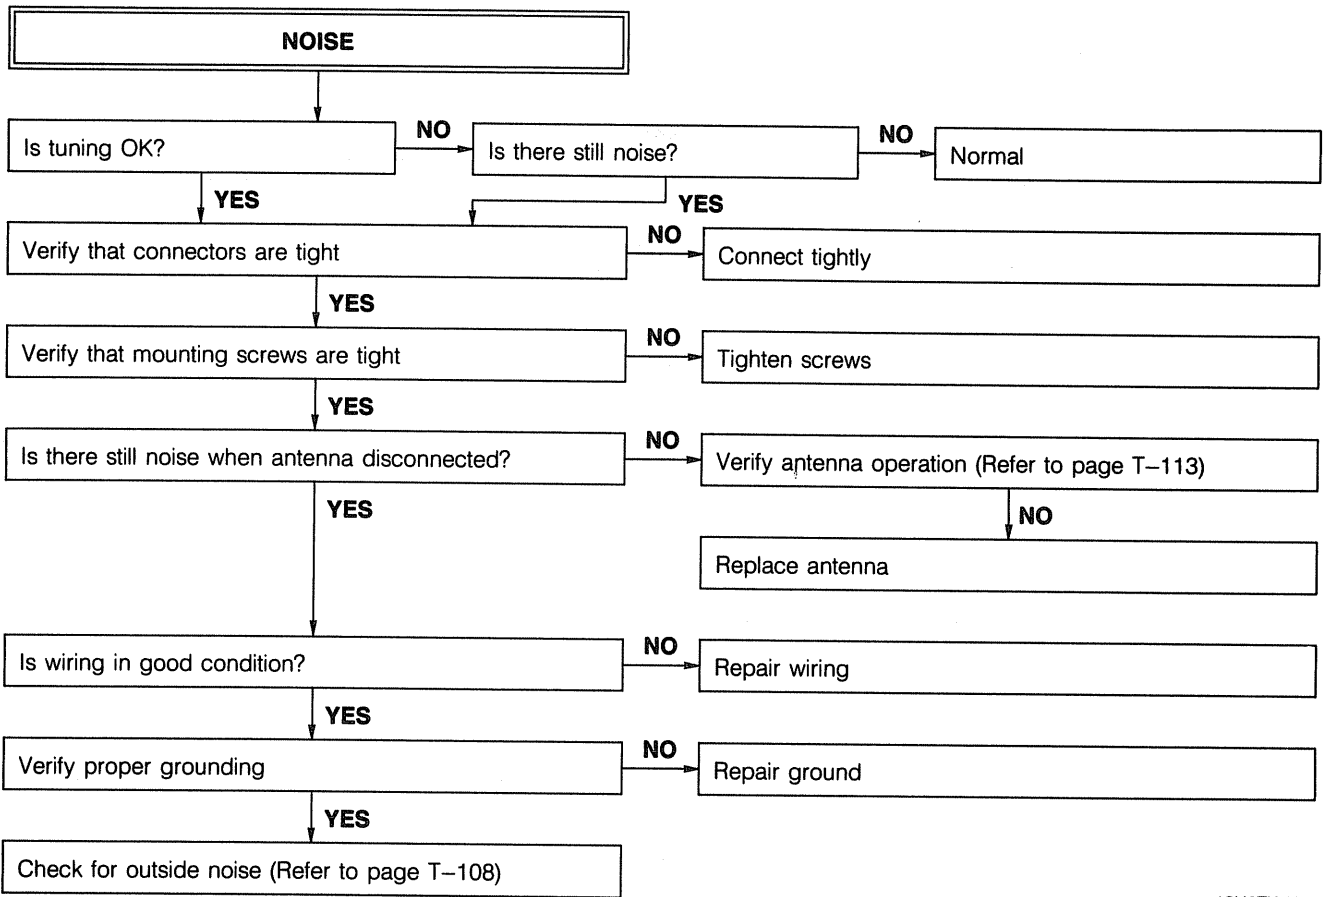 NOISE
Is tuning OK?
NO
Is there still noise?
NO
Normal
YES
YES
Verify that connectors are tight
NO
Connect tightly
YES
Verify that mounting screws are tight
NO
Tighten screws
YES
Is there still noise when antenna disconnected?
NO
Verify antenna operation (Refer to page T–113)
YES
NO
Replace antenna
Is wiring in good condition?
NO
Repair wiring
YES
Verify proper grounding
NO
Repair ground
YES
Check for outside noise (Refer to page T–108)